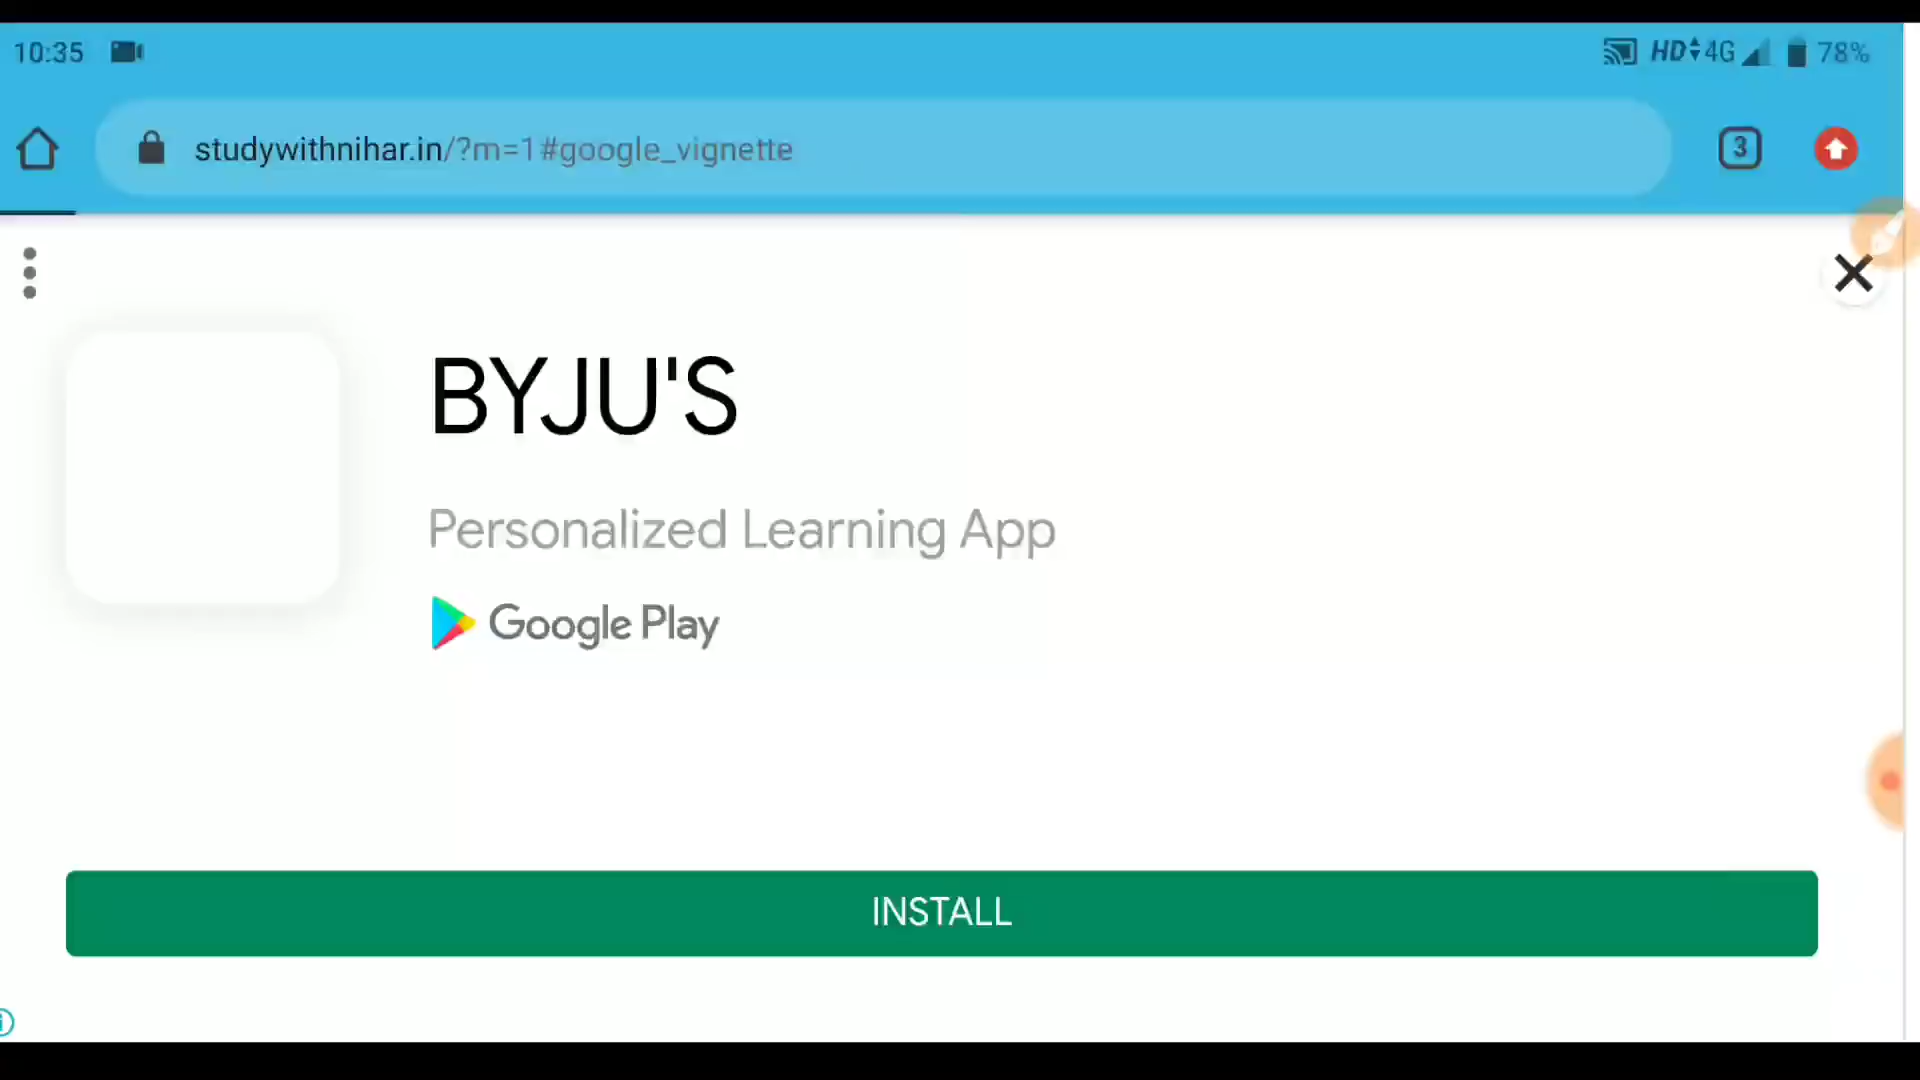 10:35 HD 4G 78%
studywithnihar.in/?m=1#google_vignette 3
BYJU'S
Personalized Learning App
Google Play
INSTALL